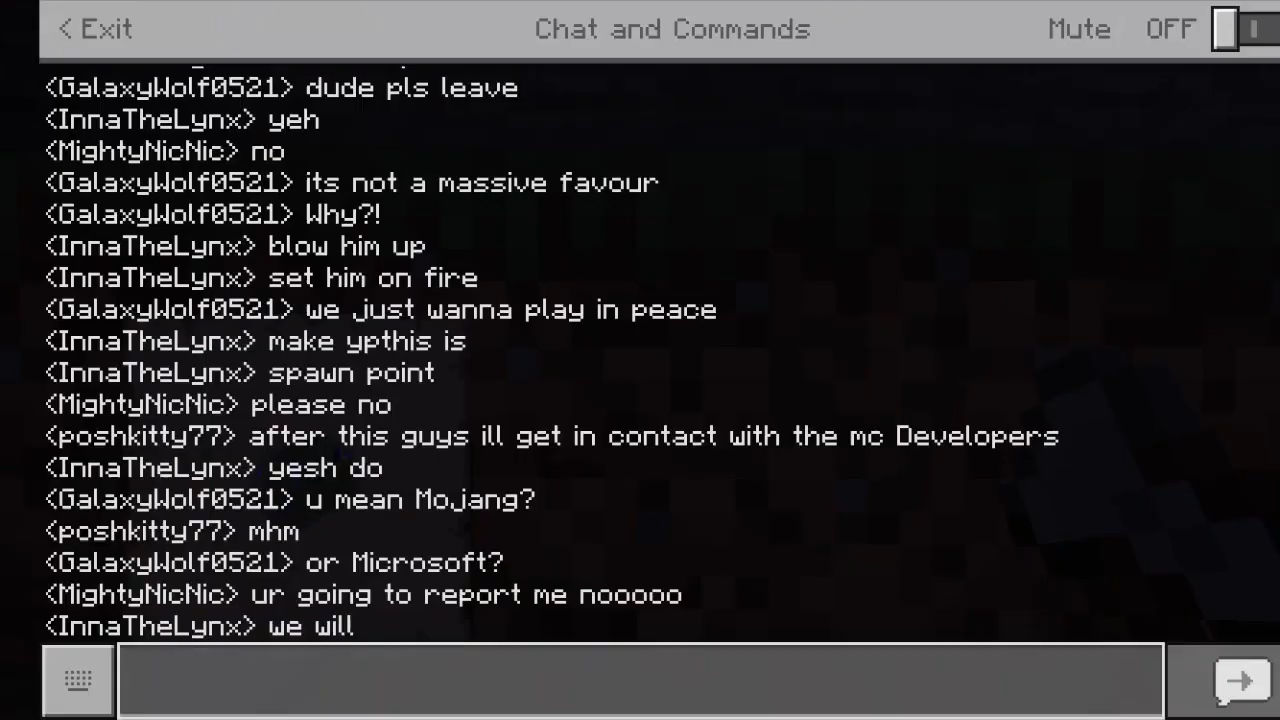 < Exit Chat and Commands Mute OFF
<GalaxyWolf0521> dude pls leave
<InnaTheLynx> yeh
<MightyNicNic> no
<GalaxyWolf0521> its not a massive favour
<GalaxyWolf0521> Why?!
<InnaTheLynx> blow him up
<InnaTheLynx> set him on fire
<GalaxyWolf0521> we just wanna play in peace
<InnaTheLynx> make ypthis is
<InnaTheLynx> spawn point
<MightyNicNic> please no
<poshkitty77> after this guys ill get in contact with the mc Developers
<InnaTheLynx> yesh do
<GalaxyWolf0521> u mean Mojang?
<poshkitty77> mhm
<GalaxyWolf0521> or Microsoft?
<MightyNicNic> ur going to report me nooooo
<InnaTheLynx> we will